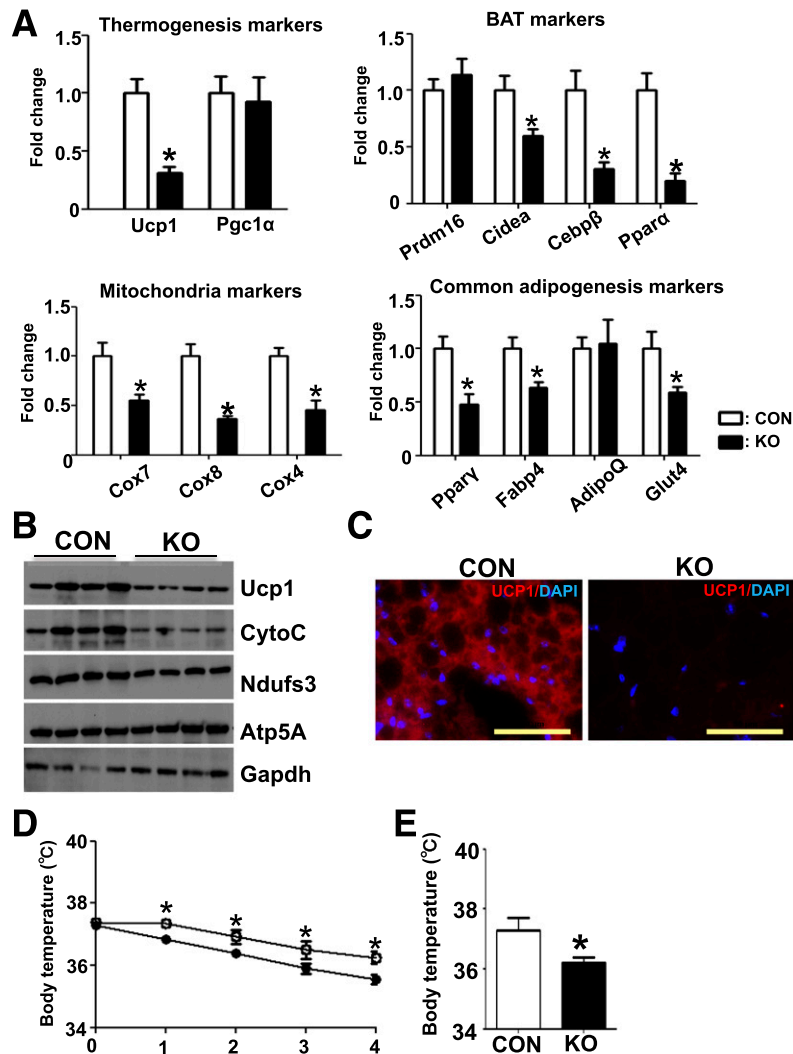 A
Thermogenesis markers
Fold change
1.5
1.0
0.5
0
*
Ucp1
Pgc1α
BAT markers
Fold change
1.5
1.0
0.5
0
* * *
Prdm16
Cidea
Cebpβ
Pparα
Mitochondria markers
Fold change
1.5
1.0
0.5
0
* * *
Cox7
Cox8
Cox4
Common adipogenesis markers
Fold change
1.5
1.0
0.5
0
* * *
Pparγ
Fabp4
AdipoQ
Glut4
: CON
: KO
B
CON KO
Ucp1
CytoC
Ndufs3
Atp5A
Gapdh
C
CON KO
UCP1/DAPI
UCP1/DAPI
D
Body temperature (℃)
40
38
36
34
* * * *
0 1 2 3 4
E
Body temperature (℃)
40
38
36
34
*
CON KO